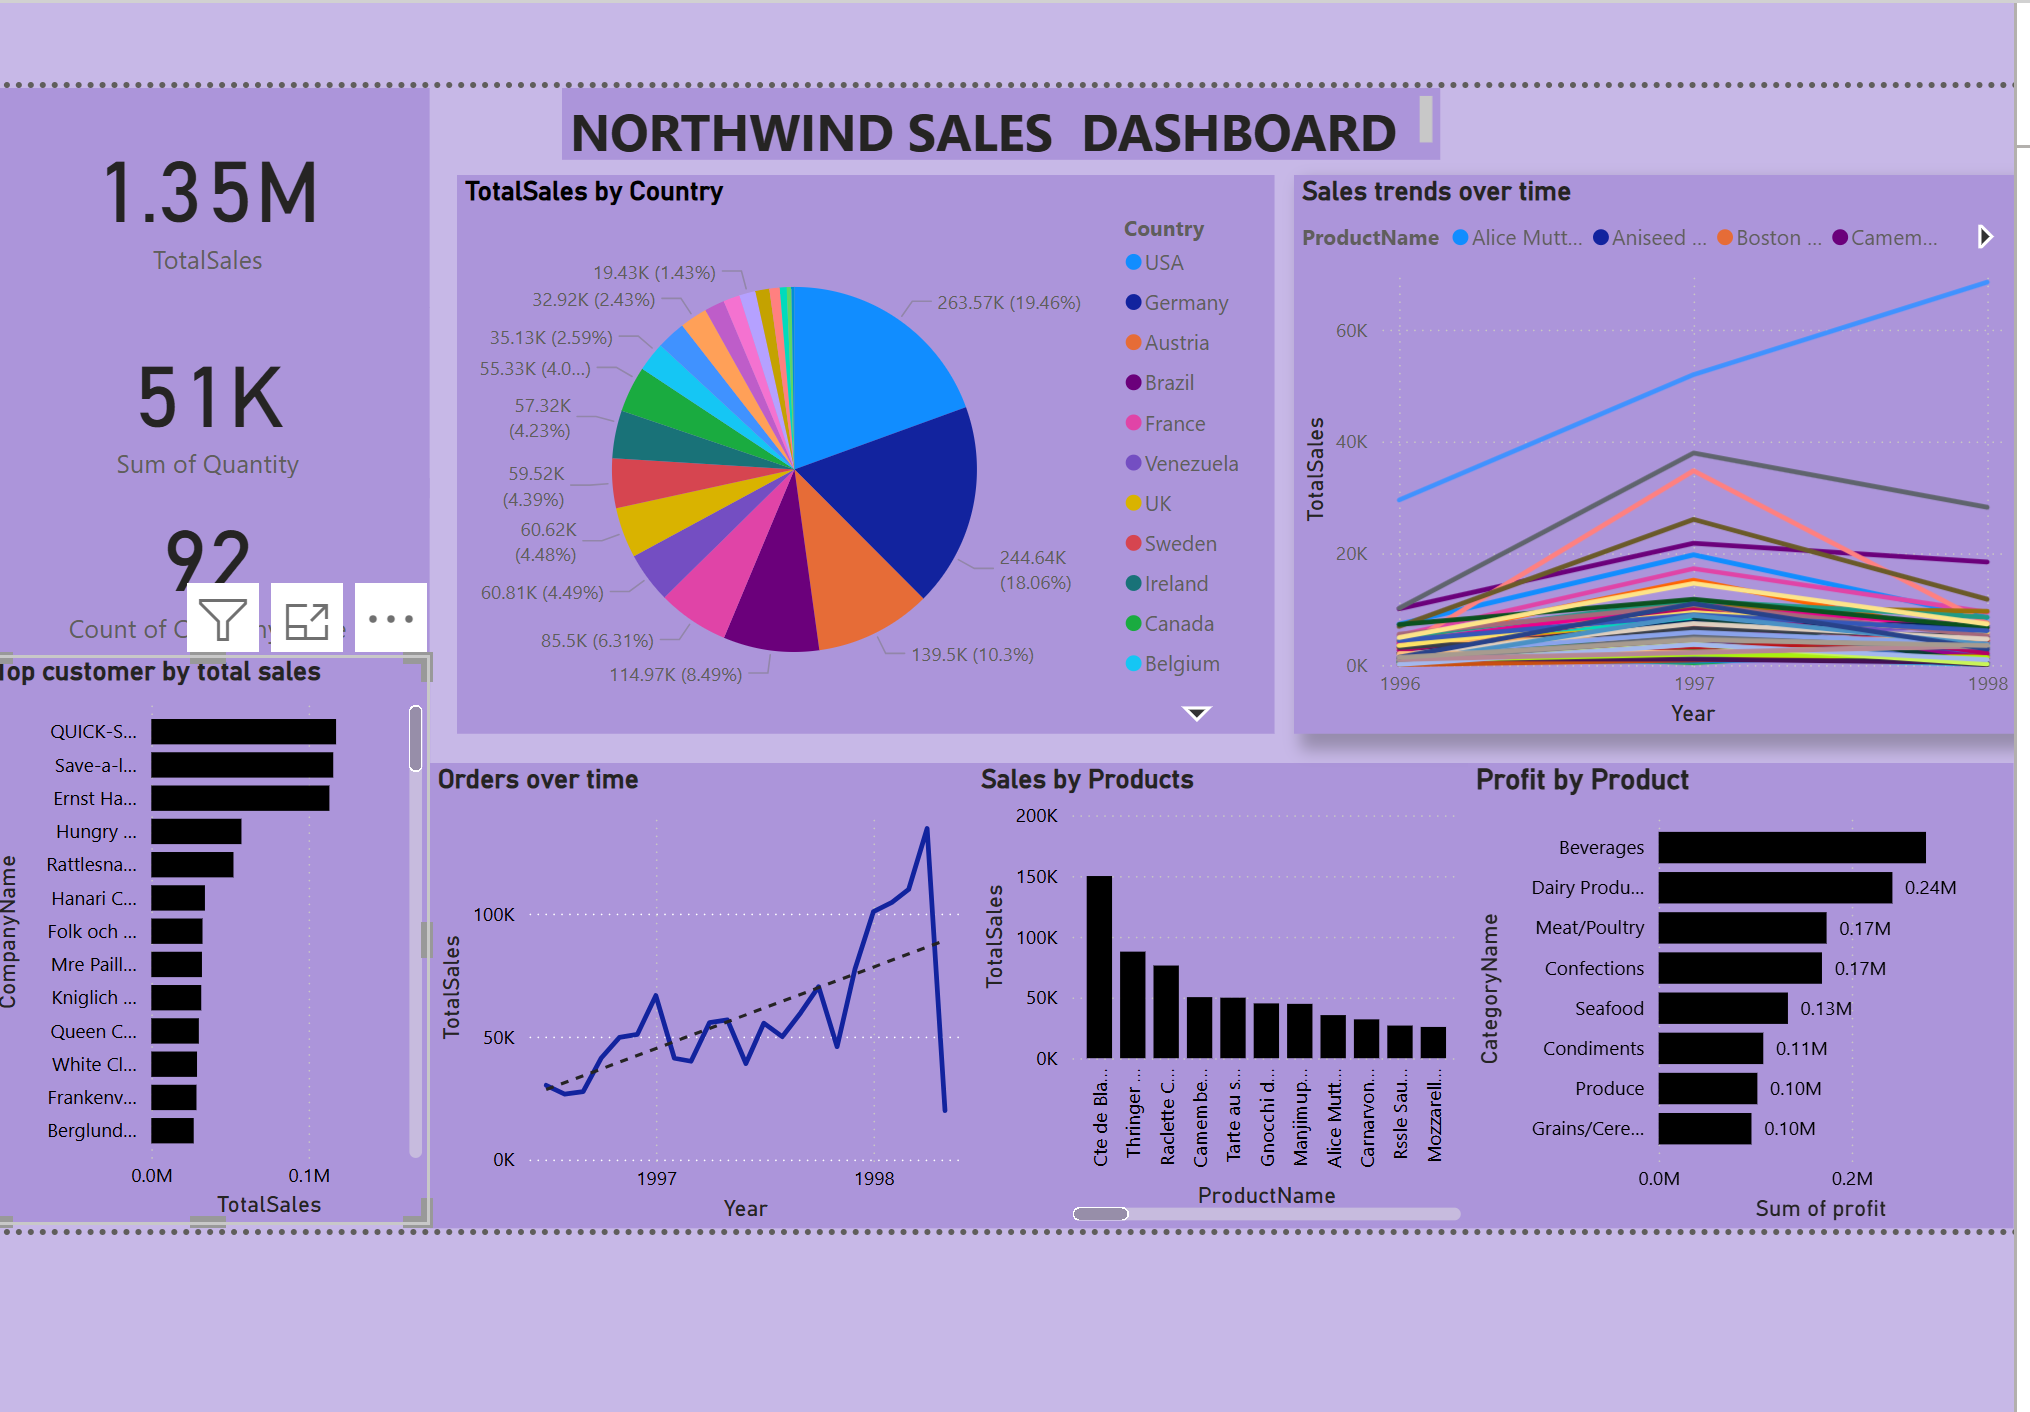 NORTHWIND SALES  DASHBOARD
1.35M
TotalSales
51K
Sum of Quantity
92
Count of
TotalSales by Country
19.43K (1.43%)
32.92K (2.43%)
35.13K (2.59%)
55.33K (4.0...)
57.32K
(4.23%)
59.52K
(4.39%)
60.62K
(4.48%)
60.81K (4.49%)
85.5K (6.31%)
114.97K (8.49%)
263.57K (19.46%)
244.64K
(18.06%)
139.5K (10.3%)
Country
USA
Germany
Austria
Brazil
France
Venezuela
UK
Sweden
Ireland
Canada
Belgium
Sales trends over time
ProductName Alice Mutt... Aniseed ... Boston ... Camem...
TotalSales
60K
40K
20K
0K
1996 1997 1998
Year
Top customer by total sales
CompanyName
QUICK-S...
Save-a-l...
Ernst Ha...
Hungry ...
Rattlesna...
Hanari C...
Folk och ...
Mre Paill...
Kniglich ...
Queen C...
White Cl...
Frankenv...
Berglund...
0.0M 0.1M
TotalSales
Orders over time
TotalSales
100K
50K
0K
1997 1998
Year
Sales by Products
TotalSales
200K
150K
100K
50K
0K
Cte de Bla...
Thringer ...
Raclette C...
Camembe...
Tarte au s...
Gnocchi d...
Manjimup...
Alice Mutt...
Carnarvon...
Rssle Sau...
Mozzarell...
ProductName
Profit by Product
CategoryName
Beverages
Dairy Produ... 0.24M
Meat/Poultry 0.17M
Confections 0.17M
Seafood 0.13M
Condiments 0.11M
Produce 0.10M
Grains/Cere... 0.10M
0.0M 0.2M
Sum of profit